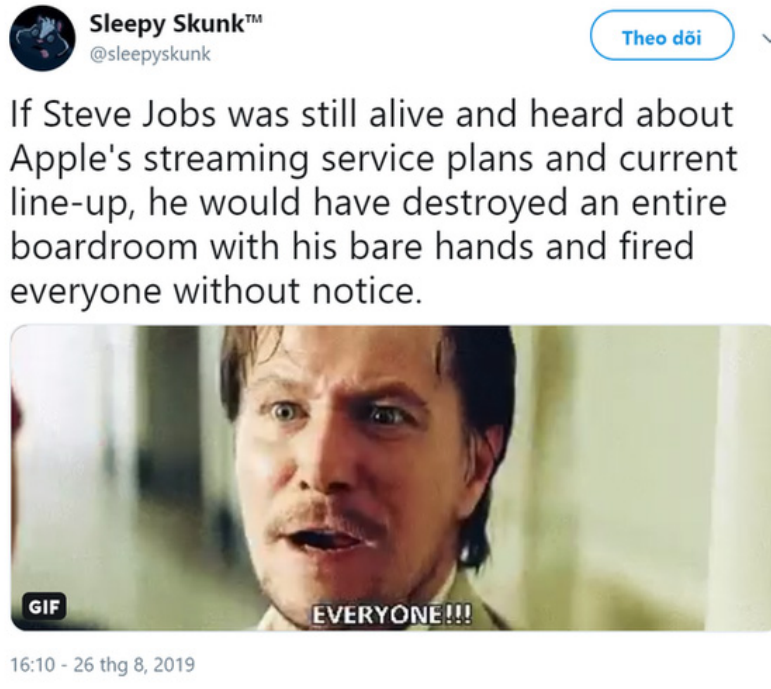 Sleepy Skunk™
@sleepyskunk
Theo dõi
If Steve Jobs was still alive and heard about
Apple's streaming service plans and current
line-up, he would have destroyed an entire
boardroom with his bare hands and fired
everyone without notice.
GIF
EVERYONE!!!
16:10 - 26 thg 8, 2019